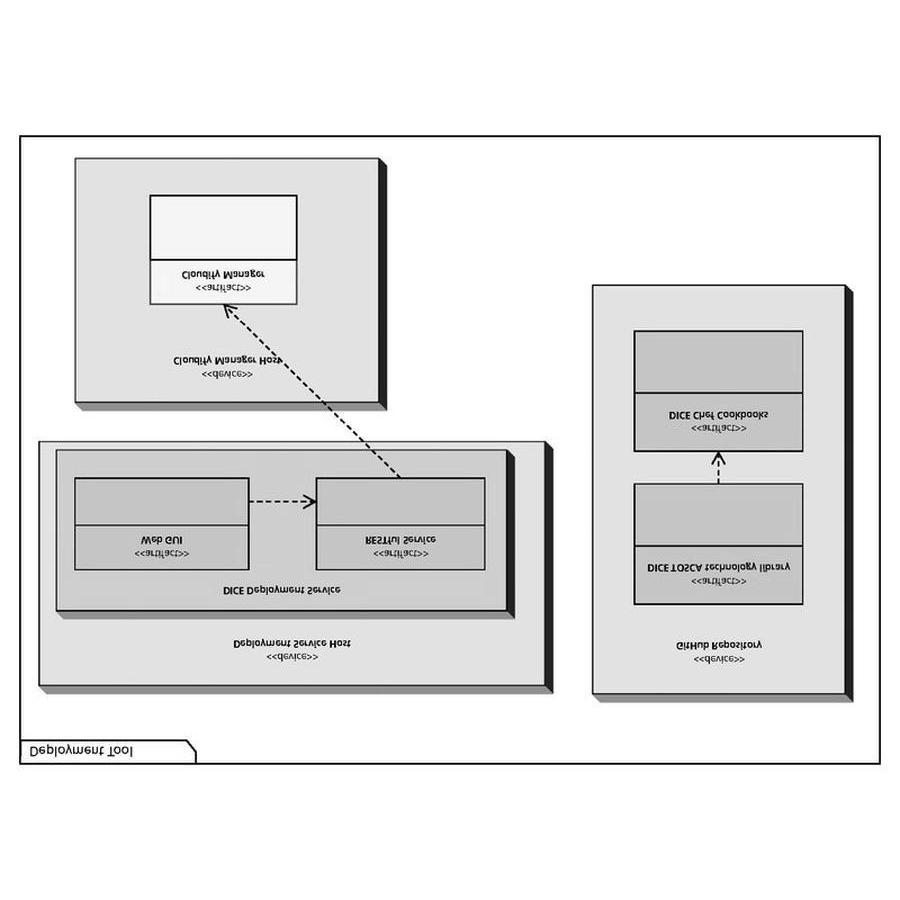 Deployment Tool
<<device>>
Deployment Service Host
DICE Deployment Service
<<artifact>>
Web GUI
<<artifact>>
RESTful Service
<<device>>
GitHub Repository
<<artifact>>
DICE TOSCA technology library
<<artifact>>
DICE Chef Cookbooks
<<device>>
Cloudify Manager Host
<<artifact>>
Cloudify Manager